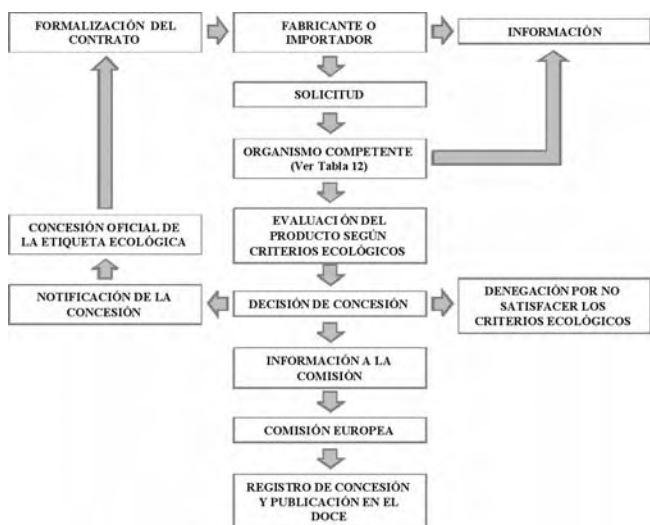 FORMALIZACIÓN DEL
CONTRATO
FABRICANTE O
IMPORTADOR
INFORMACIÓN
SOLICITUD
ORGANISMO COMPETENTE
(Ver Tabla 12)
EVALUACIÓN DEL
PRODUCTO SEGÚN
CRITERIOS ECOLÓGICOS
CONCESIÓN OFICIAL DE
LA ETIQUETA ECOLÓGICA
NOTIFICACIÓN DE LA
CONCESIÓN
DECISIÓN DE CONCESIÓN
DENEGACIÓN POR NO
SATISFACER LOS
CRITERIOS ECOLÓGICOS
INFORMACIÓN A LA
COMISIÓN
COMISIÓN EUROPEA
REGISTRO DE CONCESIÓN
Y PUBLICACIÓN EN EL
DOCE